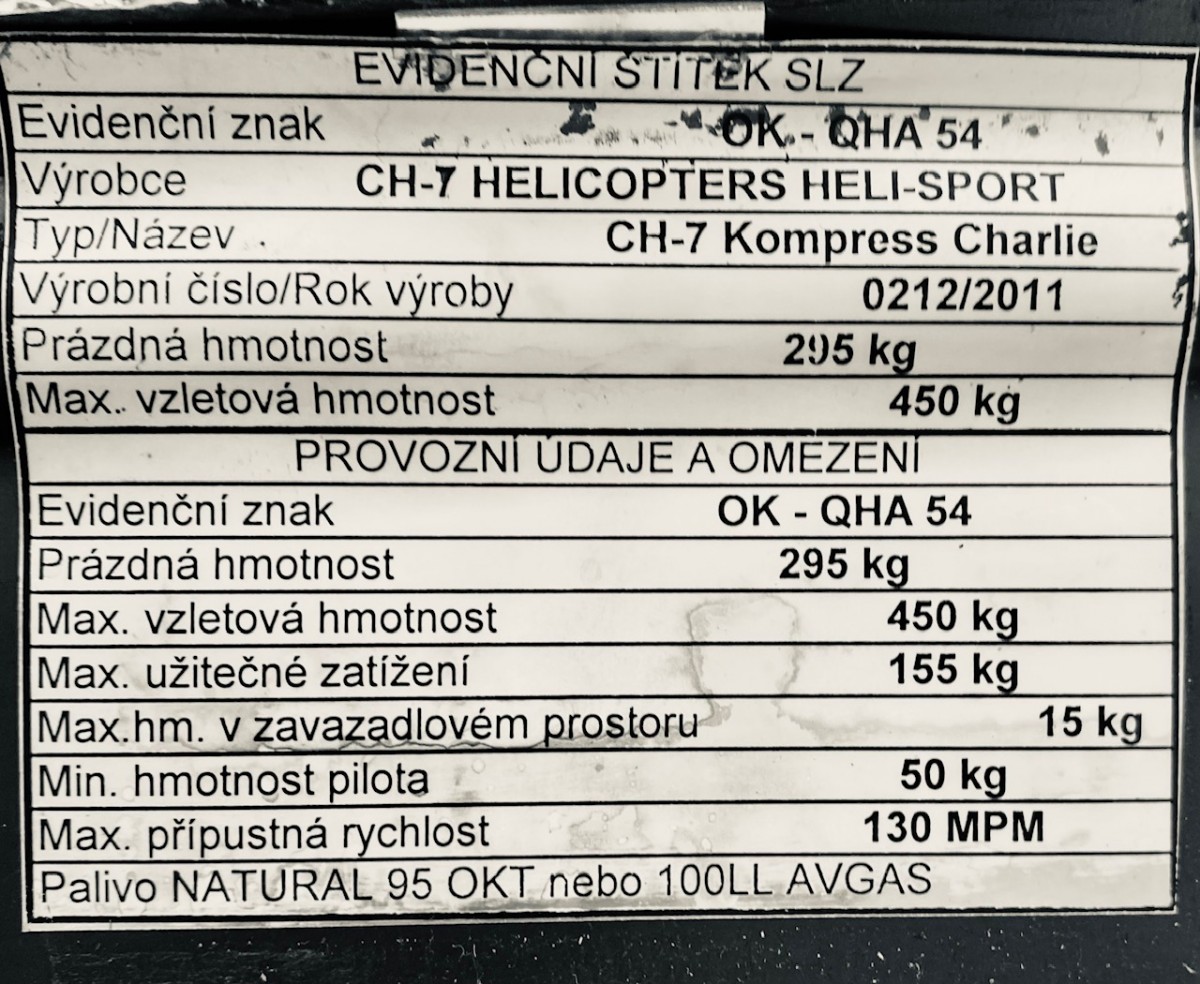 EVIDENČNÍ ŠTÍTEK SLZ
Evidenční znak OK - QHA 54
Výrobce CH-7 HELICOPTERS HELI-SPORT
Typ/Název CH-7 Kompress Charlie
Výrobní číslo/Rok výroby 0212/2011
Prázdná hmotnost 295 kg
Max. vzletová hmotnost 450 kg
PROVOZNÍ ÚDAJE A OMEZENÍ
Evidenční znak OK - QHA 54
Prázdná hmotnost 295 kg
Max. vzletová hmotnost 450 kg
Max. užitečné zatížení 155 kg
Max.hm. v zavazadlovém prostoru 15 kg
Min. hmotnost pilota 50 kg
Max. přípustná rychlost 130 MPM
Palivo NATURAL 95 OKT nebo 100LL AVGAS